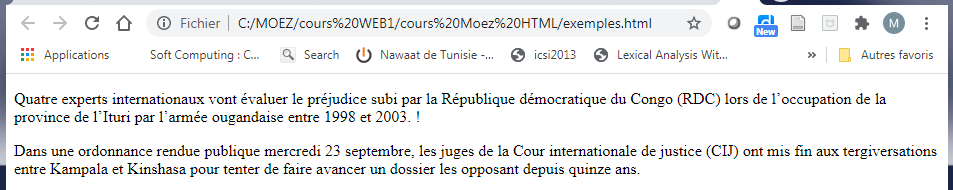 Fichier | C:/MOEZ/cours%20WEB1/cours%20Moez%20HTML/exemples.html
M
New
Applications Soft Computing : C... Search Nawaat de Tunisie -... icsi2013 Lexical Analysis Wit... » Autres favoris
Quatre experts internationaux vont évaluer le préjudice subi par la République démocratique du Congo (RDC) lors de l’occupation de la
province de l’Ituri par l’armée ougandaise entre 1998 et 2003. !
Dans une ordonnance rendue publique mercredi 23 septembre, les juges de la Cour internationale de justice (CIJ) ont mis fin aux tergiversations
entre Kampala et Kinshasa pour tenter de faire avancer un dossier les opposant depuis quinze ans.